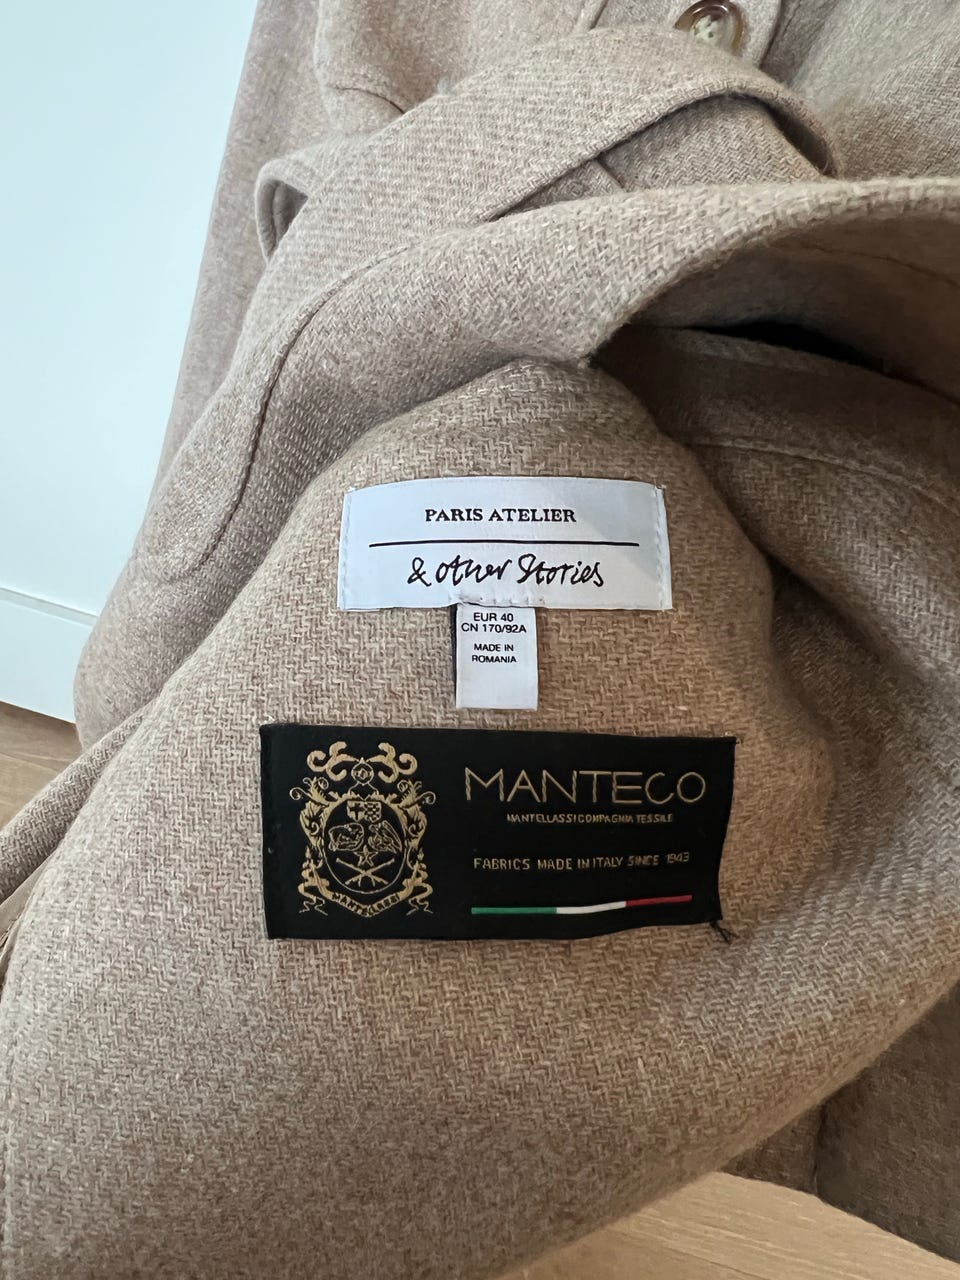 PARIS ATELIER
& other Stories
EUR 40
CN 170/92A
MADE IN
ROMANIA
MANTECO
MANTELLASSI COMPAGNIA TESSILE
FABRICS MADE IN ITALY SINCE 1943
MANTELLASSI